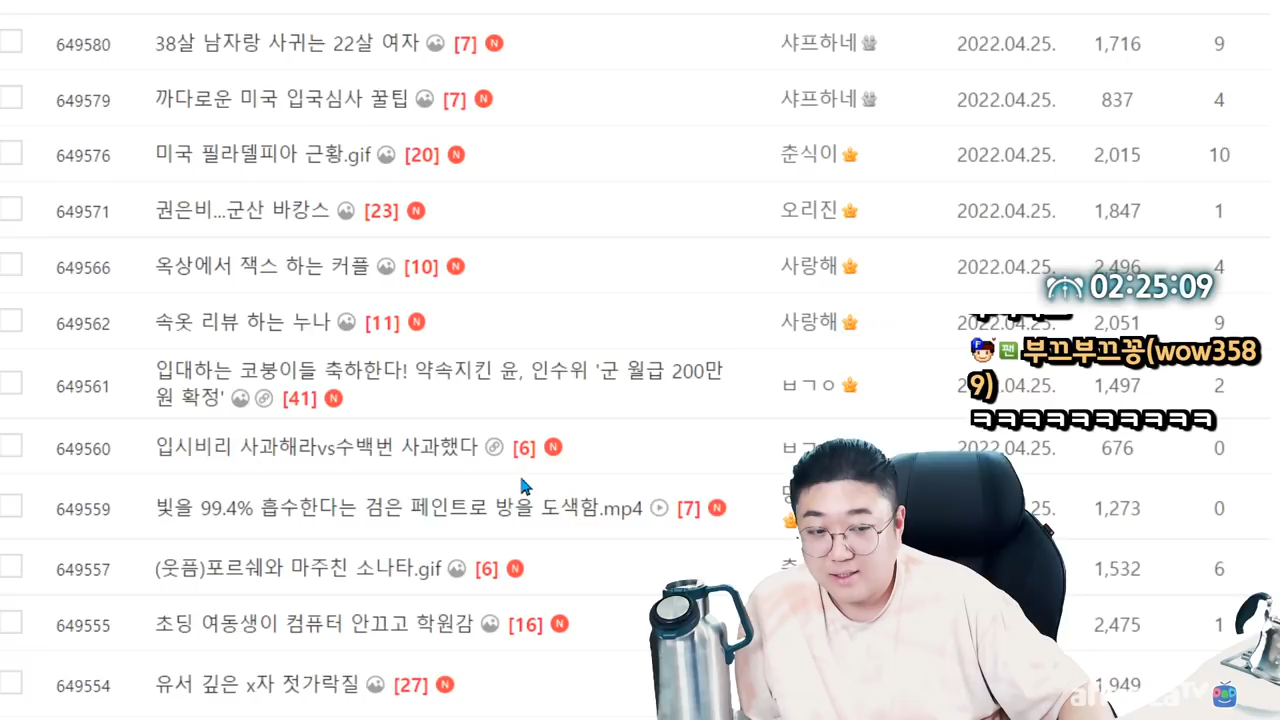 649580 38살 남자랑 사귀는 22살 여자 [7] N 샤프하네 2022.04.25. 1,716 9
649579 까다로운 미국 입국심사 꿀팁 [7] N 샤프하네 2022.04.25. 837 4
649576 미국 필라델피아 근황.gif [20] N 춘식이 2022.04.25. 2,015 10
649571 권은비...군산 바캉스 [23] N 오리진 2022.04.25. 1,847 1
649566 옥상에서 잭스 하는 커플 [10] N 사랑해 2022.04.25. 2,496 4
02:25:09
649562 속옷 리뷰 하는 누나 [11] N 사랑해 2022.04.25. 2,051 9
F 팬 부끄부끄꽁(wow358
9)
입대하는 코붕이들 축하한다! 약속지킨 윤, 인수위 '군 월급 200만
649561 원 확정' [41] N ㅂㄱㅇ .04.25. 1,497 2
ㅋㅋㅋㅋㅋㅋㅋㅋㅋㅋ
649560 입시비리 사과해라vs수백번 사과했다 [6] N ㅂㄱ 2022.04.25. 676 0
649559 빛을 99.4% 흡수한다는 검은 페인트로 방을 도색함.mp4 [7] N 25. 1,273 0
649557 (웃픔)포르쉐와 마주친 소나타.gif [6] N 1,532 6
649555 초딩 여동생이 컴퓨터 안끄고 학원감 [16] N 2,475 1
649554 유서 깊은 x자 젓가락질 [27] N 1,949